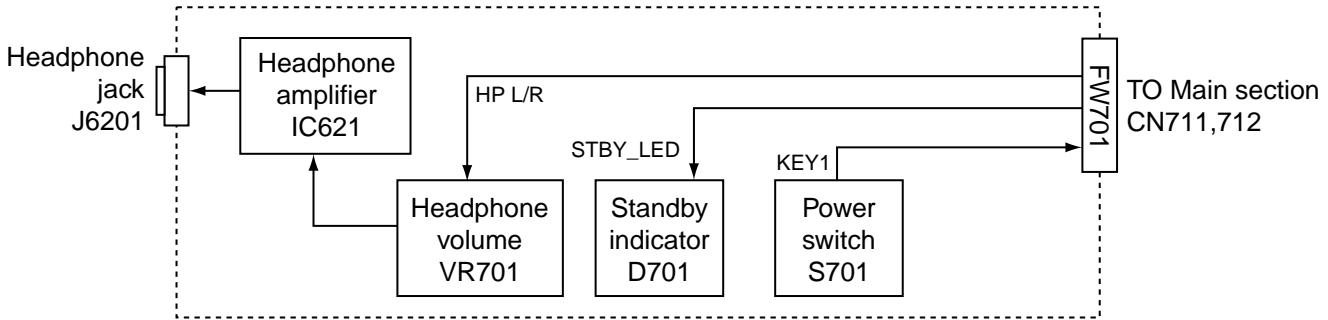 Headphone
jack
J6201
Headphone
amplifier
IC621
HP L/R
Headphone
volume
VR701
STBY_LED
Standby
indicator
D701
KEY1
Power
switch
S701
FW701
TO Main section
CN711,712